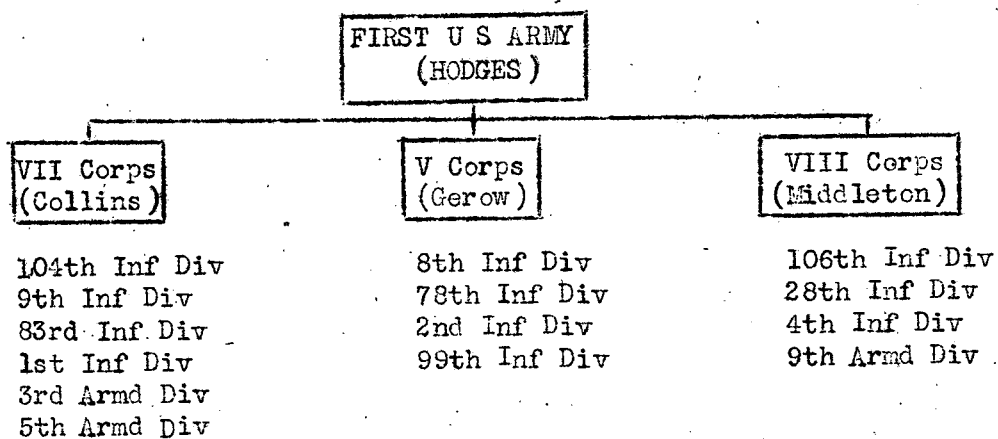 FIRST U S ARMY
(HODGES)
VII Corps
(Collins)
104th Inf Div
9th Inf Div
83rd Inf Div
1st Inf Div
3rd Armd Div
5th Armd Div
V Corps
(Gerow)
8th Inf Div
78th Inf Div
2nd Inf Div
99th Inf Div
VIII Corps
(Middleton)
106th Inf Div
28th Inf Div
4th Inf Div
9th Armd Div